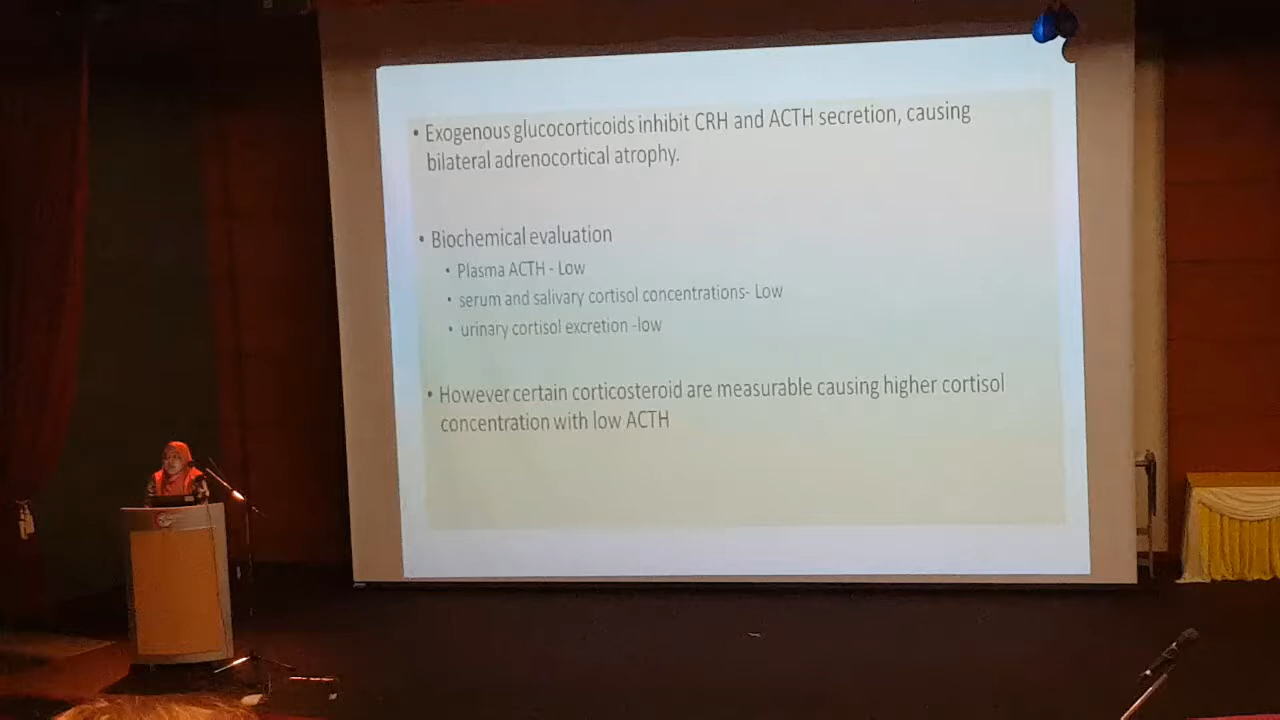 • Exogenous glucocorticoids inhibit CRH and ACTH secretion, causing
bilateral adrenocortical atrophy.
• Biochemical evaluation
• Plasma ACTH - Low
• serum and salivary cortisol concentrations- Low
• urinary cortisol excretion -low
• However certain corticosteroid are measurable causing higher cortisol
concentration with low ACTH